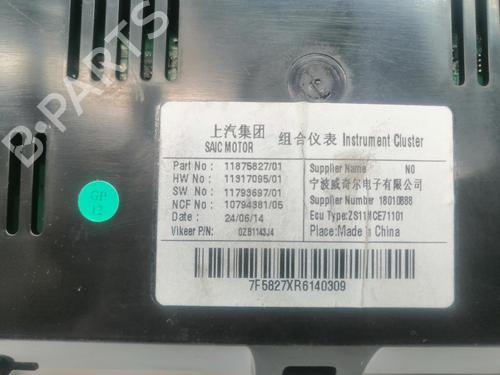 B-PARTS
上汽集团
SAIC MOTOR
组合仪表 Instrument Cluster
Part No : 11875827/01
HW No : 11317095/01
SW No : 11793697/01
NCF No : 10794381/05
Date : 24/06/14
Vikeer P/N: 0ZB1143J4
Supplier Name NO
宁波威奇尔电子有限公司
Supplier Number 18010888
Ecu Type:ZS11MCE71101
Place:Made in China
7F5827XR6140309
GP
12